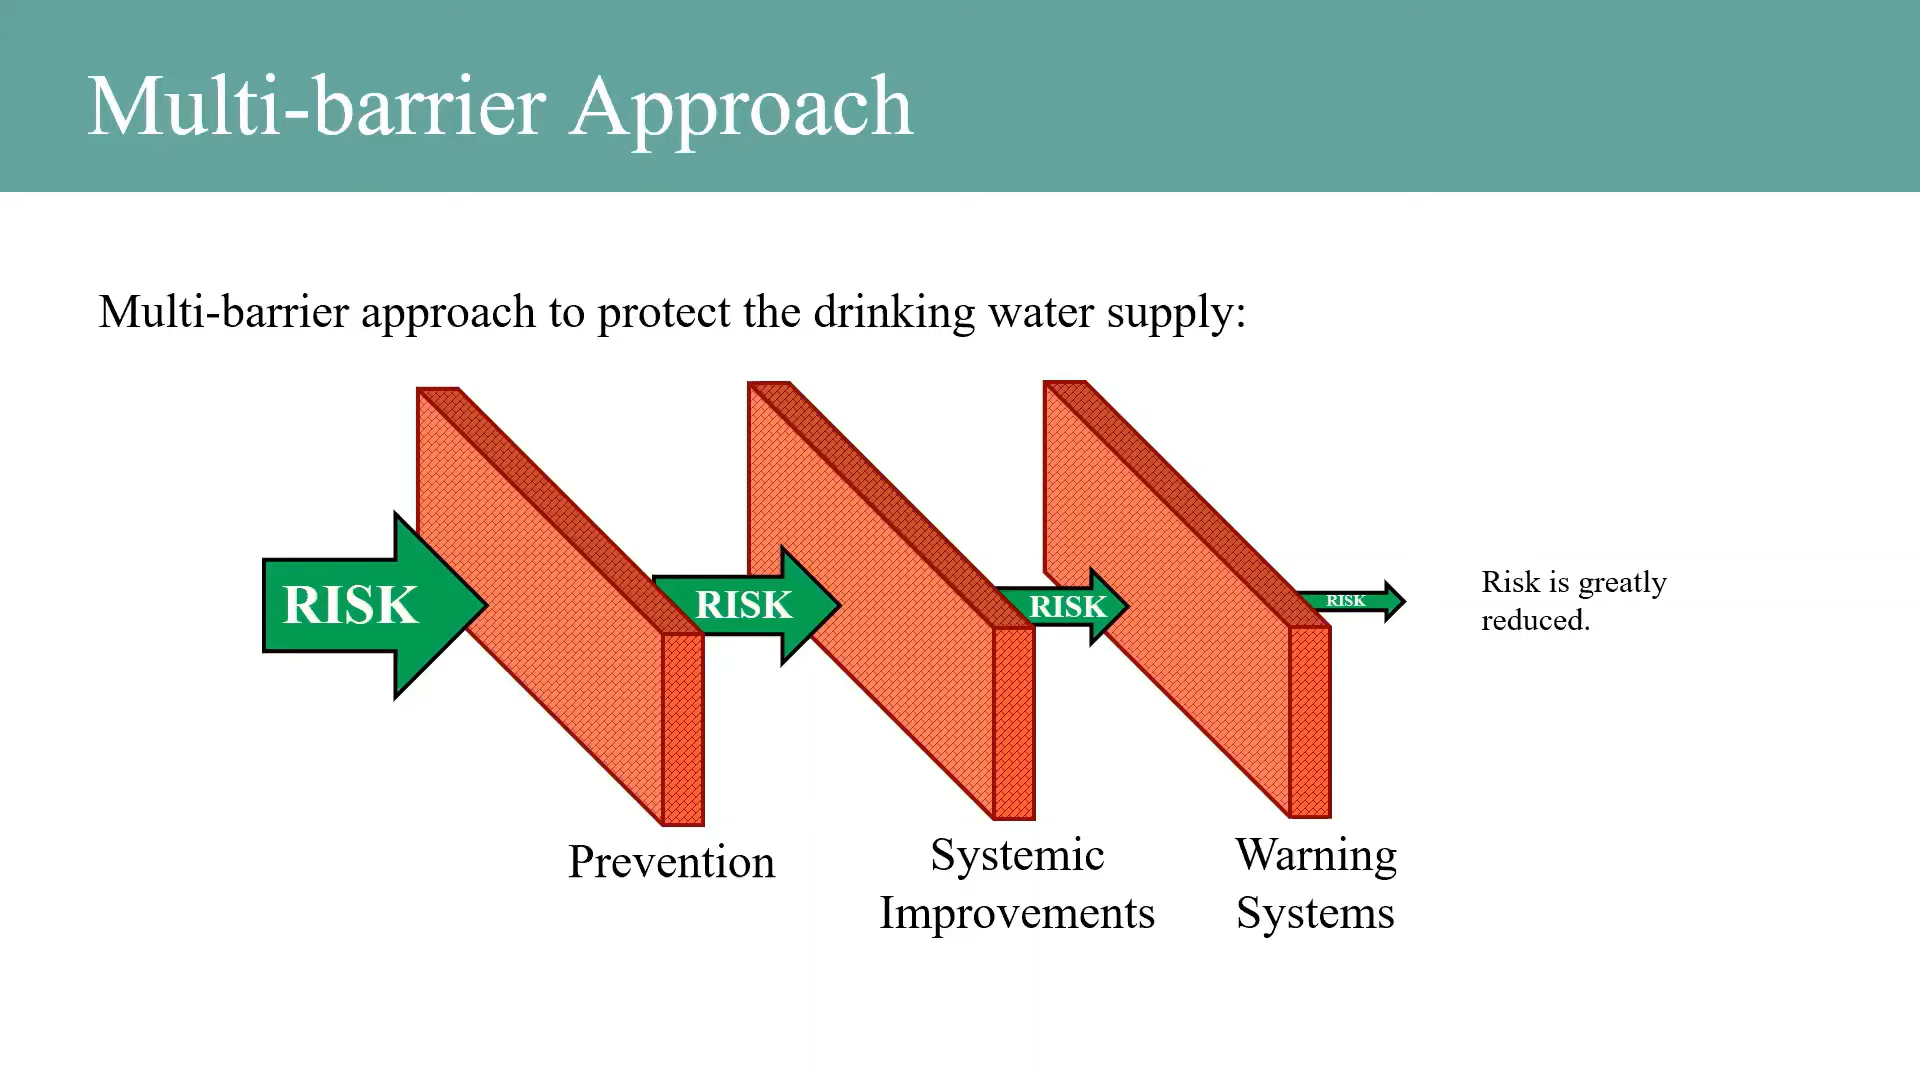 Multi-barrier Approach
Multi-barrier approach to protect the drinking water supply:
RISK
RISK
RISK
RISK
Risk is greatly
reduced.
Prevention
Systemic
Improvements
Warning
Systems